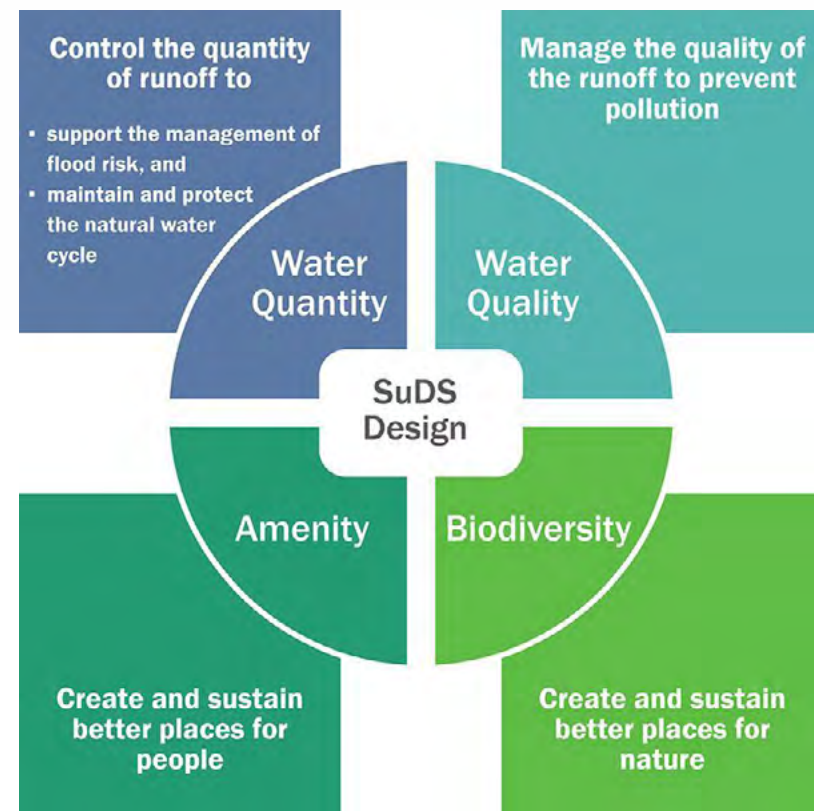 Control the quantity
of runoff to
• support the management of
flood risk, and
• maintain and protect
the natural water
cycle
Manage the quality of
the runoff to prevent
pollution
Water
Quantity
Water
Quality
SuDS
Design
Amenity
Biodiversity
Create and sustain
better places for
people
Create and sustain
better places for
nature